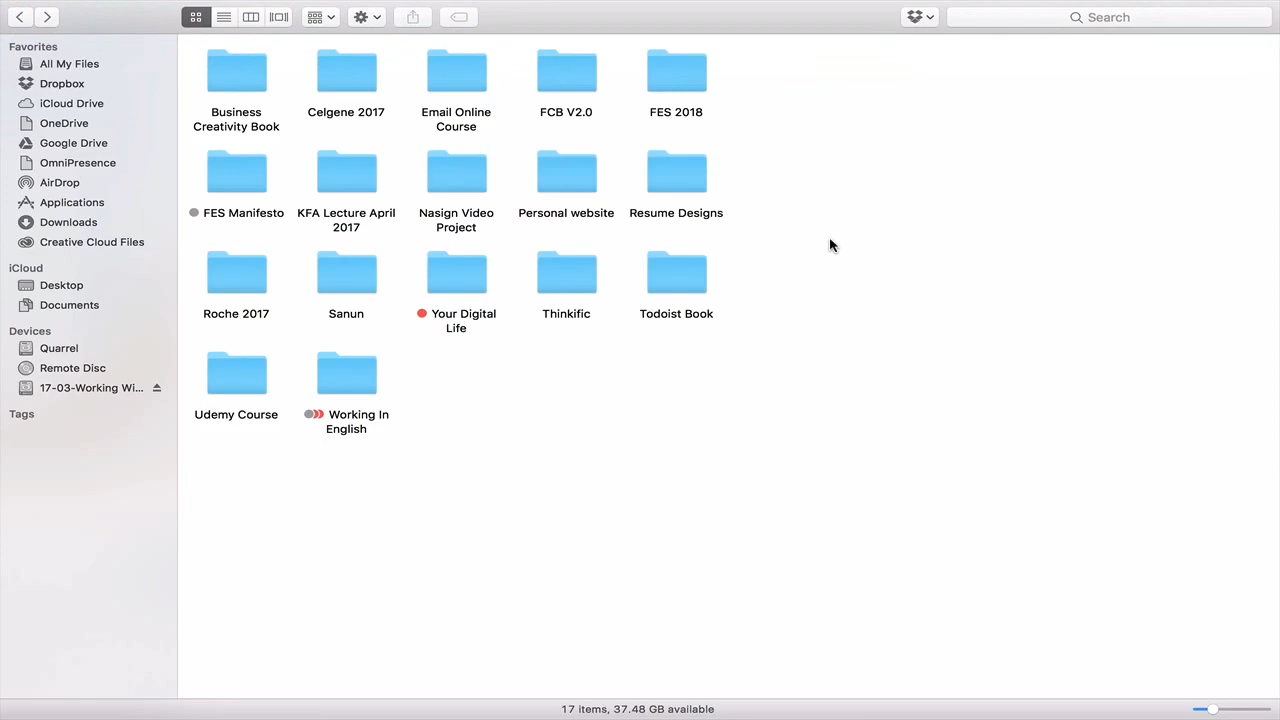 Search
Favorites
All My Files
Dropbox
iCloud Drive
OneDrive
Google Drive
OmniPresence
AirDrop
Applications
Downloads
Creative Cloud Files
iCloud
Desktop
Documents
Devices
Quarrel
Remote Disc
17-03-Working Wi...
Tags
Business
Creativity Book
Celgene 2017
Email Online
Course
FCB V2.0
FES 2018
FES Manifesto
KFA Lecture April
2017
Nasign Video
Project
Personal website
Resume Designs
Roche 2017
Sanun
Your Digital
Life
Thinkific
Todoist Book
Udemy Course
Working In
English
17 items, 37.48 GB available